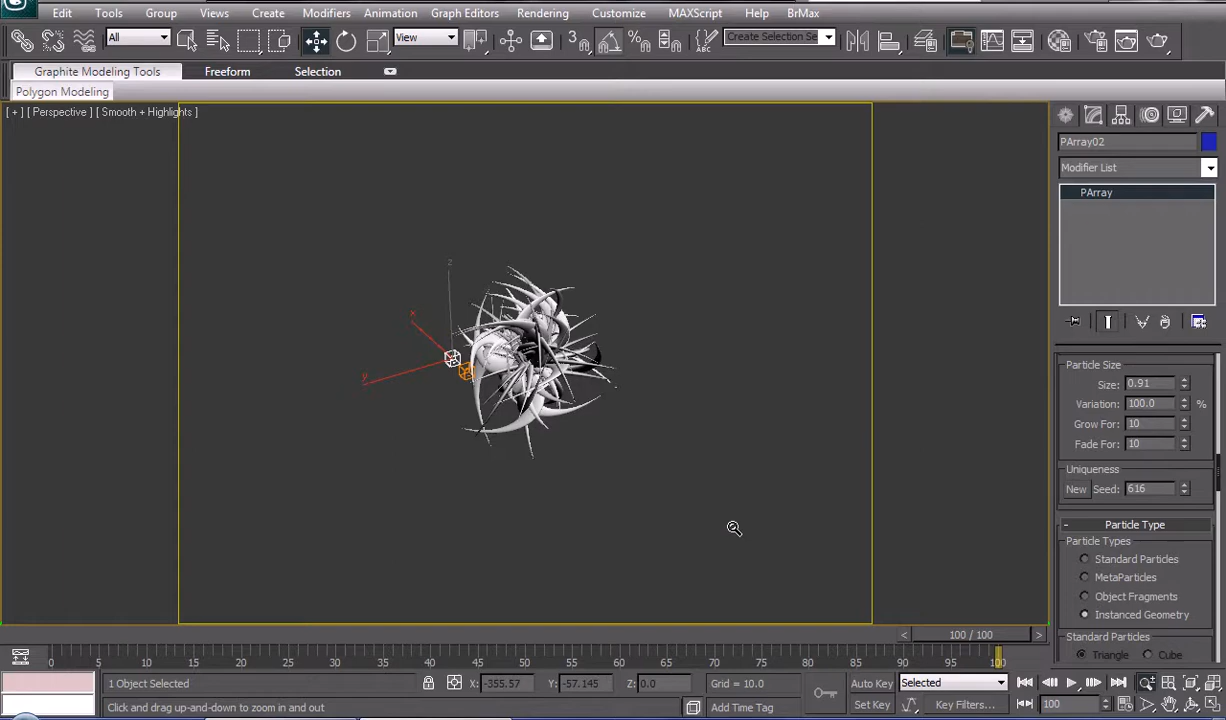 Edit Tools Group Views Create Modifiers Animation Graph Editors Rendering Customize MAXScript Help BrMax
All View 3 Create Selection Se
Graphite Modeling Tools Freeform Selection
Polygon Modeling
[ + ] [ Perspective ] [ Smooth + Highlights ]
z
x
y
PArray02
Modifier List
PArray
Particle Size
Size: 0.91
Variation: 100.0 %
Grow For: 10
Fade For: 10
Uniqueness
New Seed: 616
- Particle Type
Particle Types
Standard Particles
MetaParticles
Object Fragments
Instanced Geometry
Standard Particles
Triangle Cube
< 100 / 100 >
0 5 10 15 20 25 30 35 40 45 50 55 60 65 70 75 80 85 90 95 100
1 Object Selected X: -355.57 Y: -57.145 Z: 0.0 Grid = 10.0 Auto Key Selected
Click and drag up-and-down to zoom in and out Add Time Tag Set Key Key Filters... 100